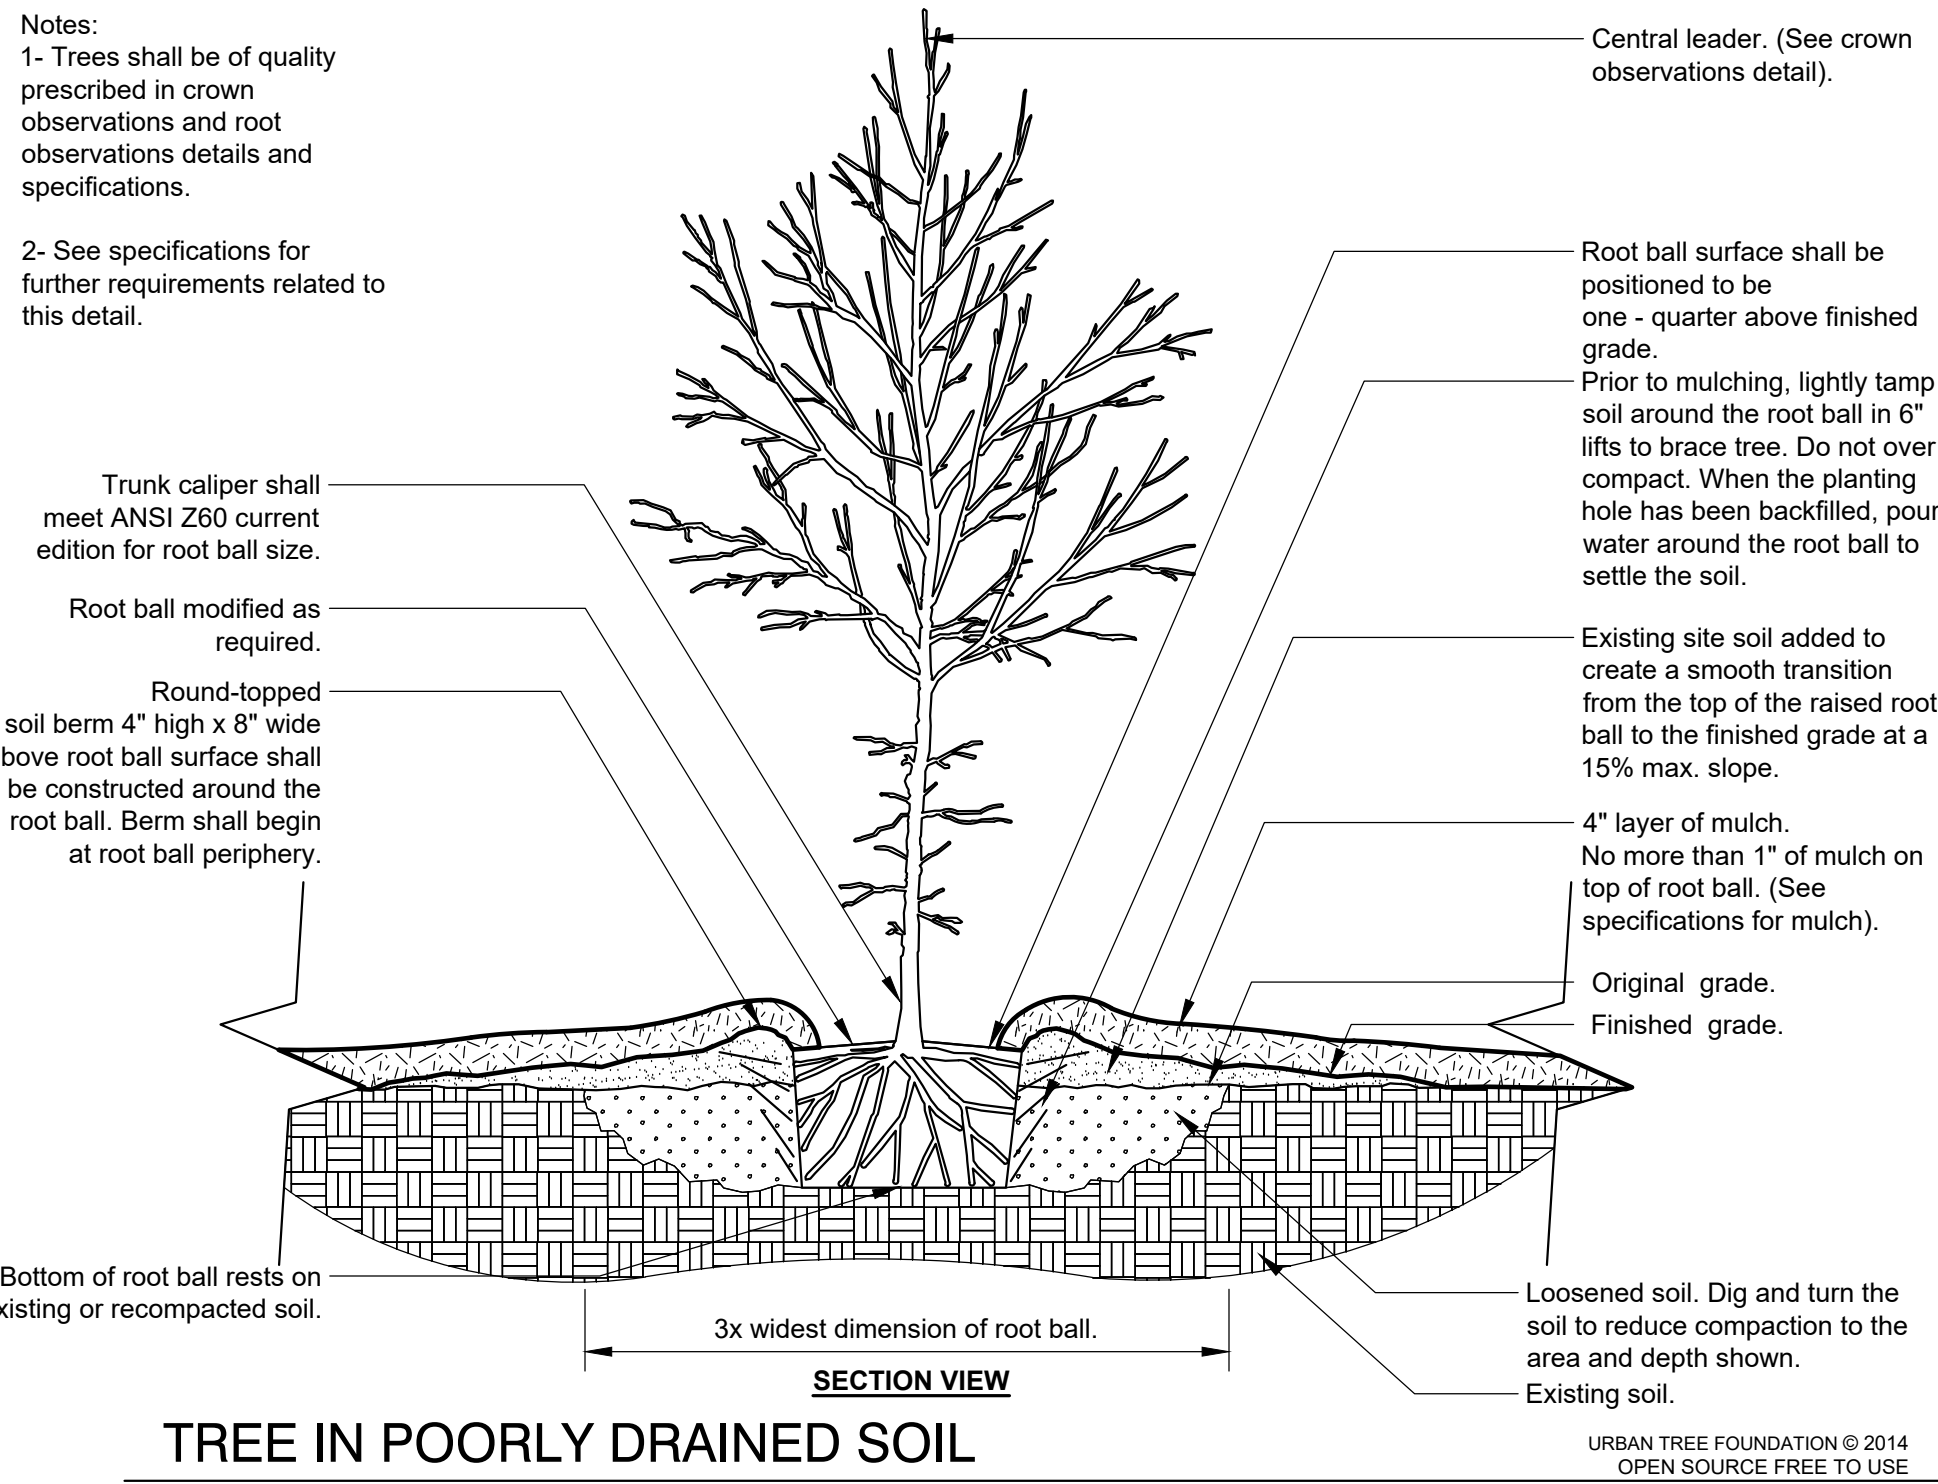 Notes:
1- Trees shall be of quality
prescribed in crown
observations and root
observations details and
specifications.
2- See specifications for
further requirements related to
this detail.
Trunk caliper shall
meet ANSI Z60 current
edition for root ball size.
Root ball modified as
required.
Round-topped
soil berm 4" high x 8" wide
bove root ball surface shall
be constructed around the
root ball. Berm shall begin
at root ball periphery.
Bottom of root ball rests on
xisting or recompacted soil.
Central leader. (See crown
observations detail).
Root ball surface shall be
positioned to be
one - quarter above finished
grade.
Prior to mulching, lightly tamp
soil around the root ball in 6"
lifts to brace tree. Do not over
compact. When the planting
hole has been backfilled, pour
water around the root ball to
settle the soil.
Existing site soil added to
create a smooth transition
from the top of the raised root
ball to the finished grade at a
15% max. slope.
4" layer of mulch.
No more than 1" of mulch on
top of root ball. (See
specifications for mulch).
Original grade.
Finished grade.
Loosened soil. Dig and turn the
soil to reduce compaction to the
area and depth shown.
Existing soil.
3x widest dimension of root ball.
SECTION VIEW
TREE IN POORLY DRAINED SOIL
URBAN TREE FOUNDATION © 2014
OPEN SOURCE FREE TO USE